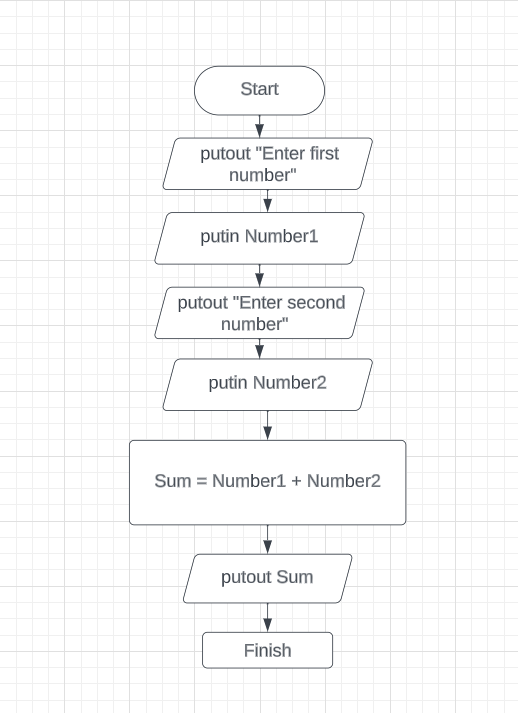 Start
putout "Enter first
number"
putin Number1
putout "Enter second
number"
putin Number2
Sum = Number1 + Number2
putout Sum
Finish